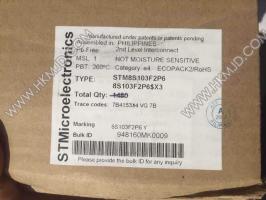 Manufactured under patents or patents pending
Assembled in: PHILIPPINES
Pb-Free 2nd Level Interconnect
MSL: 1 NOT MOISTURE SENSITIVE
PBT: 260°C Category: e4 ECOPACK2/RoHS
TYPE: STM8S103F2P6
8S103F2P6$X3
Total Qty: 1480
Trace codes: VG 7B
Marking 8S103F2P6 Y
Bulk ID 948160MK0009
Please provide the bulk ID for any inquiry
STMicroelectronics
WWW.HKMJD.COM